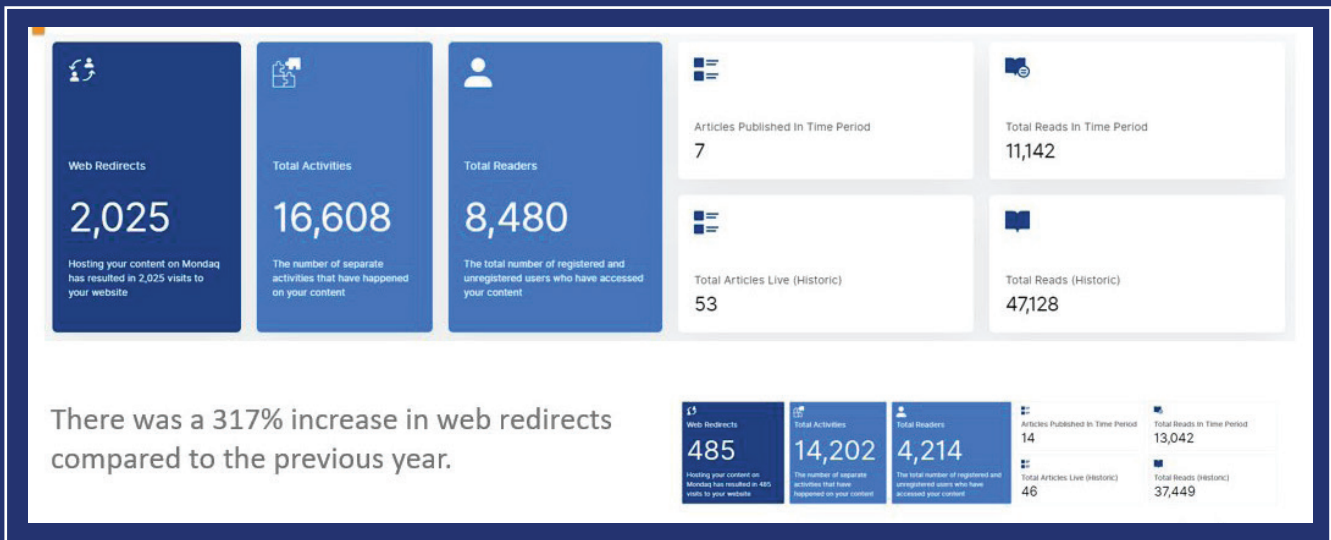 Web Redirects
2,025
Hosting your content on Mondaq
has resulted in 2,025 visits to
your website
Total Activities
16,608
The number of separate
activities that have happened
on your content
Total Readers
8,480
The total number of registered and
unregistered users who have accessed
your content
Articles Published In Time Period
7
Total Reads In Time Period
11,142
Total Articles Live (Historic)
53
Total Reads (Historic)
47,128
There was a 317% increase in web redirects
compared to the previous year.
Web Redirects
485
Hosting your content on
Mondaq has resulted in 485
visits to your website
Total Activities
14,202
The number of separate
activities that have
happened on your content
Total Readers
4,214
The total number of registered and
unregistered users who have
accessed your content
Articles Published In Time Period
14
Total Reads In Time Period
13,042
Total Articles Live (Historic)
46
Total Reads (Historic)
37,449